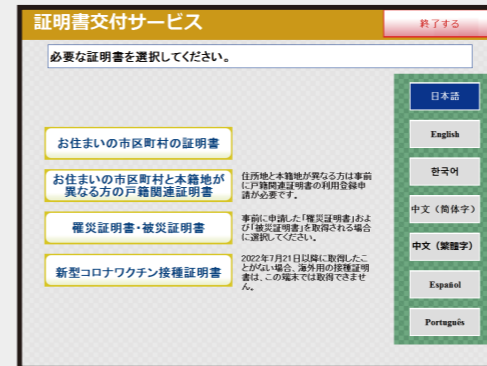 証明書交付サービス
終了する
必要な証明書を選択してください。
お住まいの市区町村の証明書
お住まいの市区町村と本籍地が
異なる方の戸籍関連証明書
住所地と本籍地が異なる方は事前
に戸籍関連証明書の利用登録申
請が必要です。
罹災証明書・被災証明書
事前に申請した「罹災証明書」およ
び「被災証明書」を取得される場合
に選択してください。
新型コロナワクチン接種証明書
2022年7月21日以降に取得したこ
とがない場合、海外用の接種証明
書は、この端末では取得できませ
ん。
日本語
English
한국어
中文（简体字）
中文（繁體字）
Español
Português